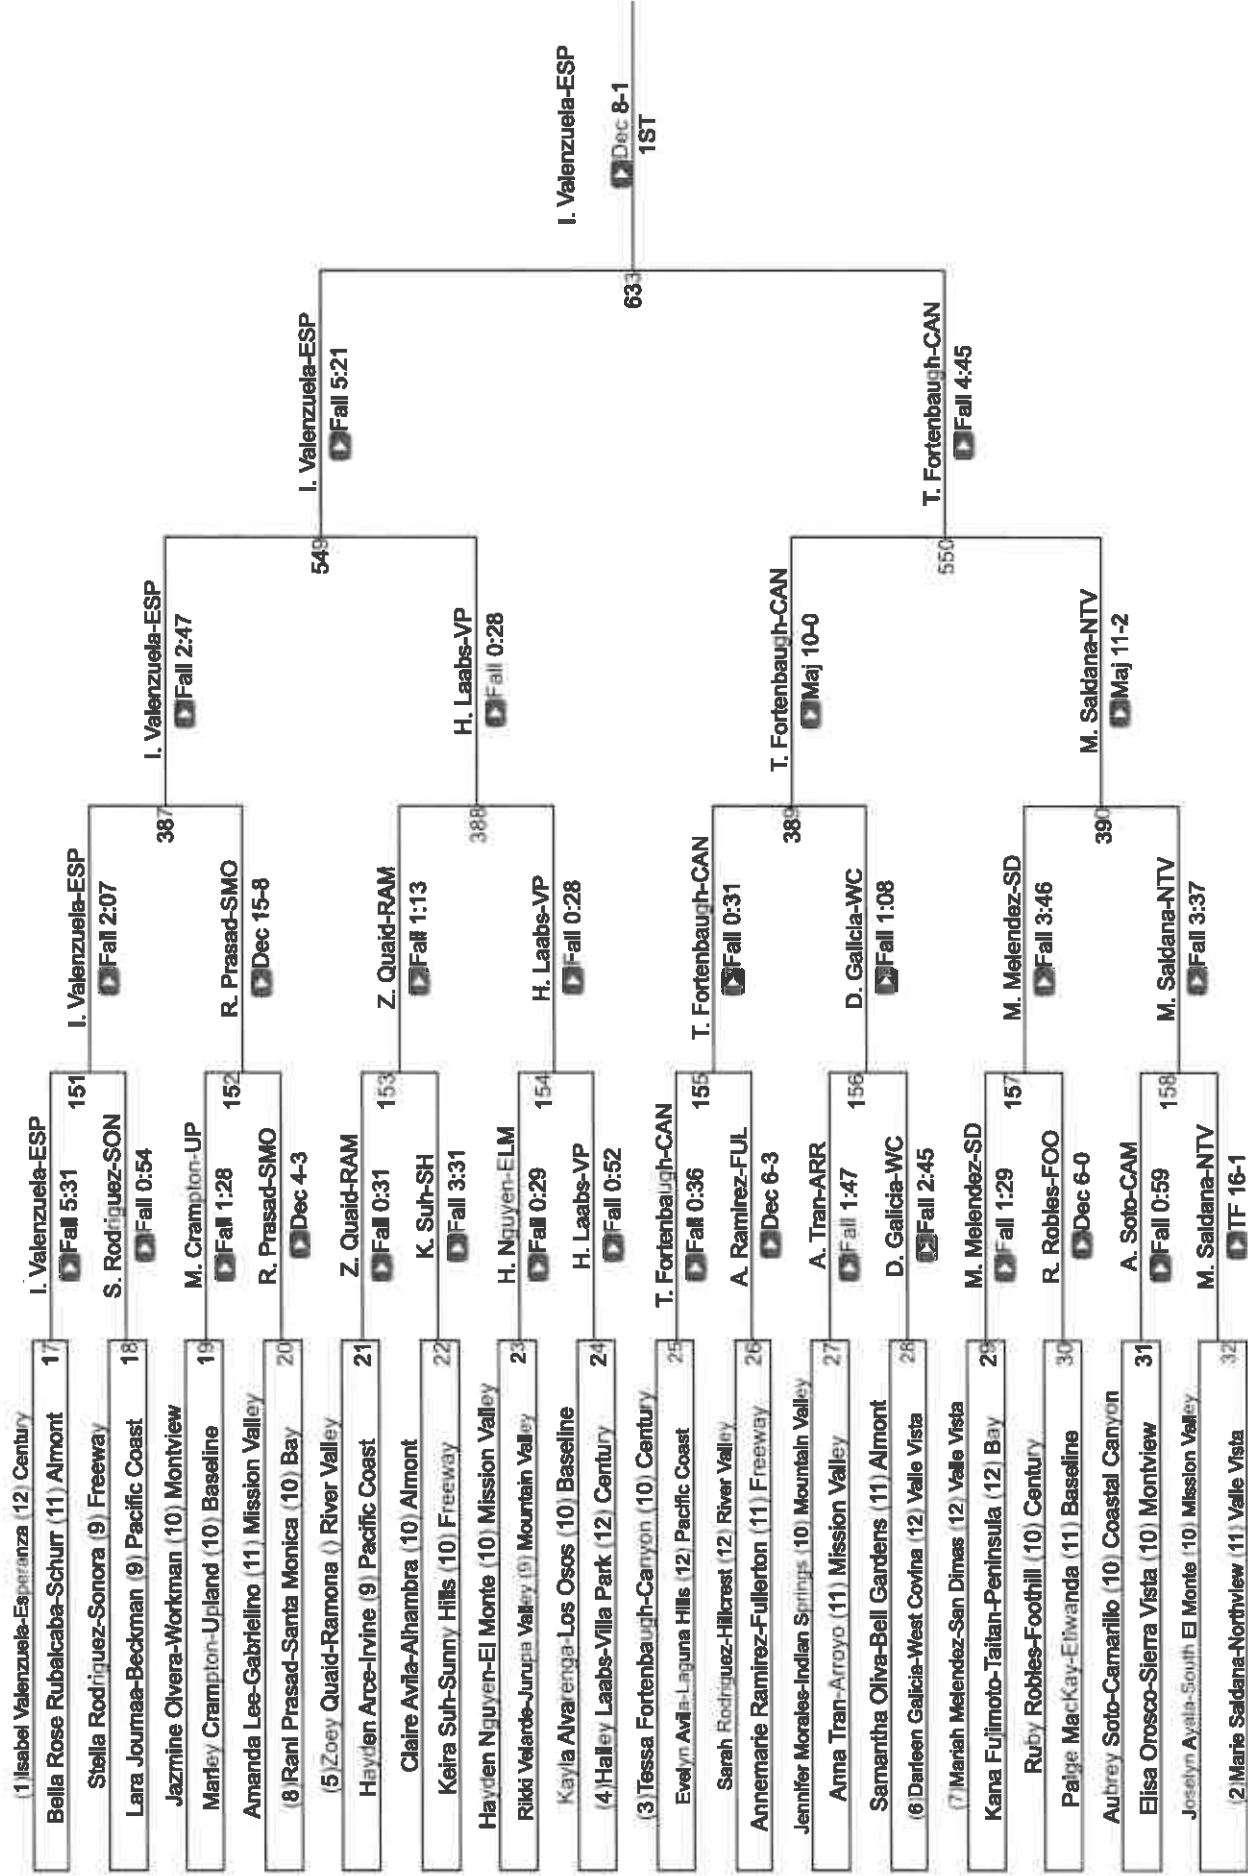 (1)Isabel Valenzuela-Esperanza (12) Century
17
Bella Rose Rubalcaba-Schurr (11) Almont
Stella Rodriguez-Sonora (9) Freeway
18
Lara Joumaa-Beckman (9) Pacific Coast
Jazmine Olvera-Workman (10) Montview
19
Marley Crampton-Upland (10) Baseline
Amanda Lee-Gabrielino (11) Mission Valley
20
(8)Rani Prasad-Santa Monica (10) Bay
(5)Zoey Quaid-Ramona () River Valley
21
Hayden Arce-Irvine (9) Pacific Coast
Claire Avila-Alhambra (10) Almont
22
Keira Suh-Sunny Hills (10) Freeway
Hayden Nguyen-El Monte (10) Mission Valley
23
Rikki Velarde-Jurupa Valley (9) Mountain Valley
Kayla Alvarenga-Los Osos (10) Baseline
24
(4)Hailey Laabs-Villa Park (12) Century
(3)Tessa Fortenbaugh-Canyon (10) Century
25
Evelyn Avila-Laguna Hills (12) Pacific Coast
Sarah Rodriguez-Hillcrest (12) River Valley
26
Annemarie Ramirez-Fullerton (11) Freeway
Jennifer Morales-Indian Springs (10) Mountain Valley
27
Anna Tran-Arroyo (11) Mission Valley
Samantha Oliva-Bell Gardens (11) Almont
28
(6)Darleen Galicia-West Covina (12) Valle Vista
(7)Mariah Melendez-San Dimas (12) Valle Vista
29
Kana Fujimoto-Taitan-Peninsula (12) Bay
Ruby Robles-Foothill (10) Century
30
Paige MacKay-Etiwanda (11) Baseline
Aubrey Soto-Camarillo (10) Coastal Canyon
31
Elisa Orosco-Sierra Vista (10) Montview
Joselyn Ayala-South El Monte (10) Mission Valley
32
(2)Marie Saldana-Northview (11) Valle Vista
I. Valenzuela-ESP
Fall 5:31
151
S. Rodriguez-SON
Fall 0:54
M. Crampton-UP
Fall 1:28
152
R. Prasad-SMO
Dec 4-3
Z. Quaid-RAM
Fall 0:31
153
K. Suh-SH
Fall 3:31
H. Nguyen-ELM
Fall 0:29
154
H. Laabs-VP
Fall 0:52
T. Fortenbaugh-CAN
Fall 0:36
155
A. Ramirez-FUL
Dec 6-3
A. Tran-ARR
Fall 1:47
156
D. Galicia-WC
Fall 2:45
M. Melendez-SD
Fall 1:29
157
R. Robles-FOO
Dec 6-0
A. Soto-CAM
Fall 0:59
158
M. Saldana-NTV
TF 16-1
I. Valenzuela-ESP
Fall 2:07
387
R. Prasad-SMO
Dec 15-8
Z. Quaid-RAM
Fall 1:13
388
H. Laabs-VP
Fall 0:28
T. Fortenbaugh-CAN
Fall 0:31
389
D. Galicia-WC
Fall 1:08
M. Melendez-SD
Fall 3:46
390
M. Saldana-NTV
Fall 3:37
I. Valenzuela-ESP
Fall 2:47
549
H. Laabs-VP
Fall 0:28
T. Fortenbaugh-CAN
Maj 10-0
550
M. Saldana-NTV
Maj 11-2
I. Valenzuela-ESP
Fall 5:21
633
T. Fortenbaugh-CAN
Fall 4:45
I. Valenzuela-ESP
Dec 8-1
1ST